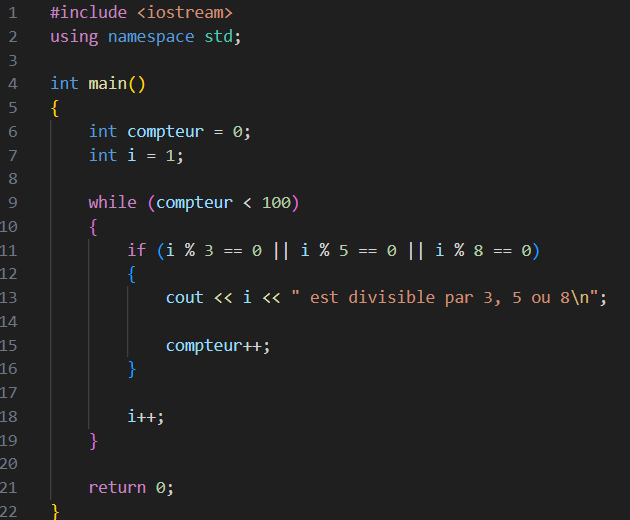 1 #include <iostream>
2 using namespace std;
3
4 int main()
5 {
6     int compteur = 0;
7     int i = 1;
8
9     while (compteur < 100)
10     {
11         if (i % 3 == 0 || i % 5 == 0 || i % 8 == 0)
12         {
13             cout << i << " est divisible par 3, 5 ou 8\n";
14
15             compteur++;
16         }
17
18         i++;
19     }
20
21     return 0;
22 }